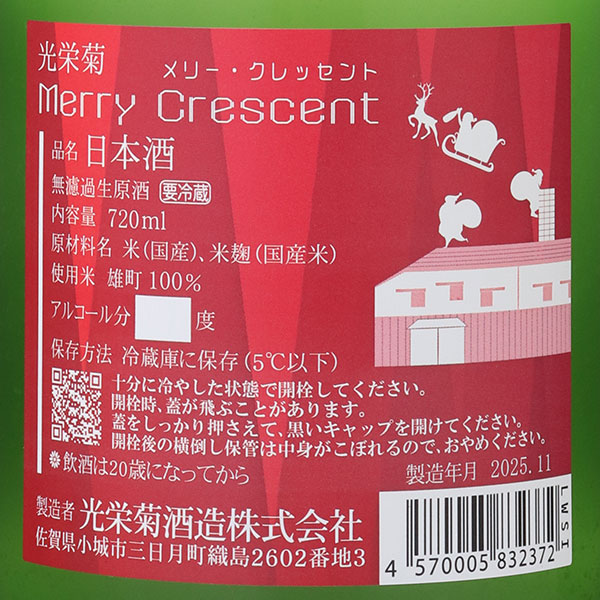 光栄菊
メリー・クレッセント
Merry Crescent
品名 日本酒
無濾過生原酒 要冷蔵
内容量 720ml
原材料名 米(国産)、米麹(国産米)
使用米 雄町100%
アルコール分 度
保存方法 冷蔵庫に保存(5℃以下)
十分に冷やした状態で開栓してください。
開栓時、蓋が飛ぶことがあります。
蓋をしっかり押さえて、黒いキャップを開けてください。
開栓後の横倒し保管は中身がこぼれるので、おやめください。
飲酒は20歳になってから
製造年月 2025.11
製造者 光栄菊酒造株式会社
佐賀県小城市三日月町織島2602番地3
4 570005 832372
LWSI